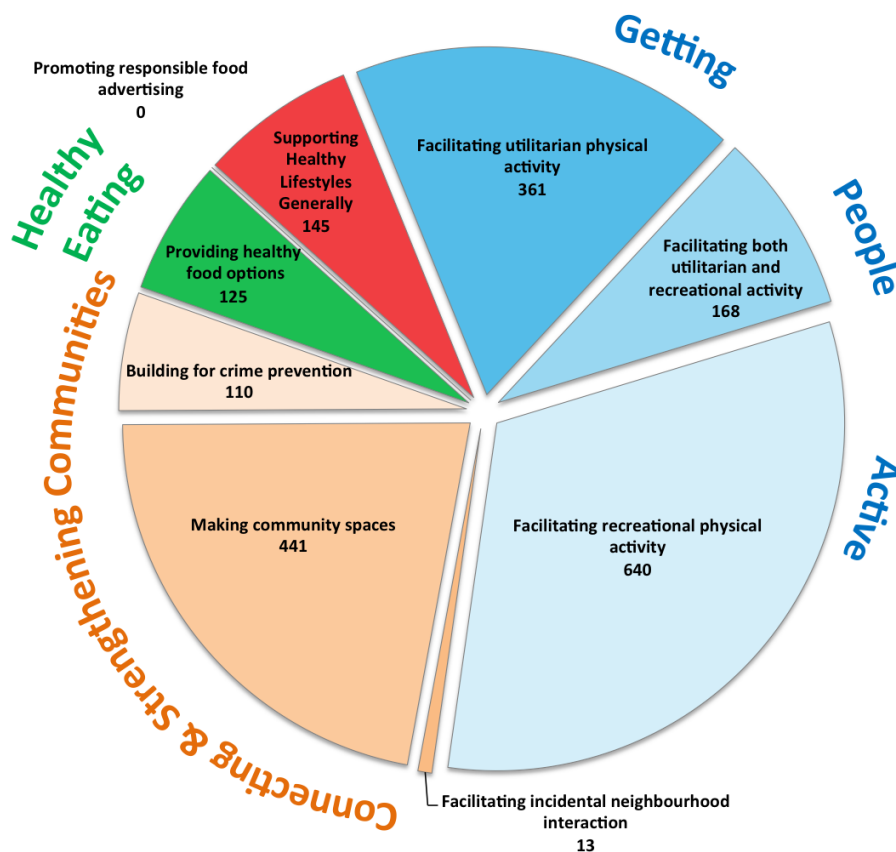 Getting
People
Active
Promoting responsible food
advertising
0
Healthy
Eating
Supporting
Healthy
Lifestyles
Generally
145
Facilitating utilitarian physical
activity
361
Facilitating both
utilitarian and
recreational activity
168
Providing healthy
food options
125
Building for crime prevention
110
Connecting & Strengthening Communities
Making community spaces
441
Facilitating recreational physical
activity
640
Facilitating incidental neighbourhood
interaction
13